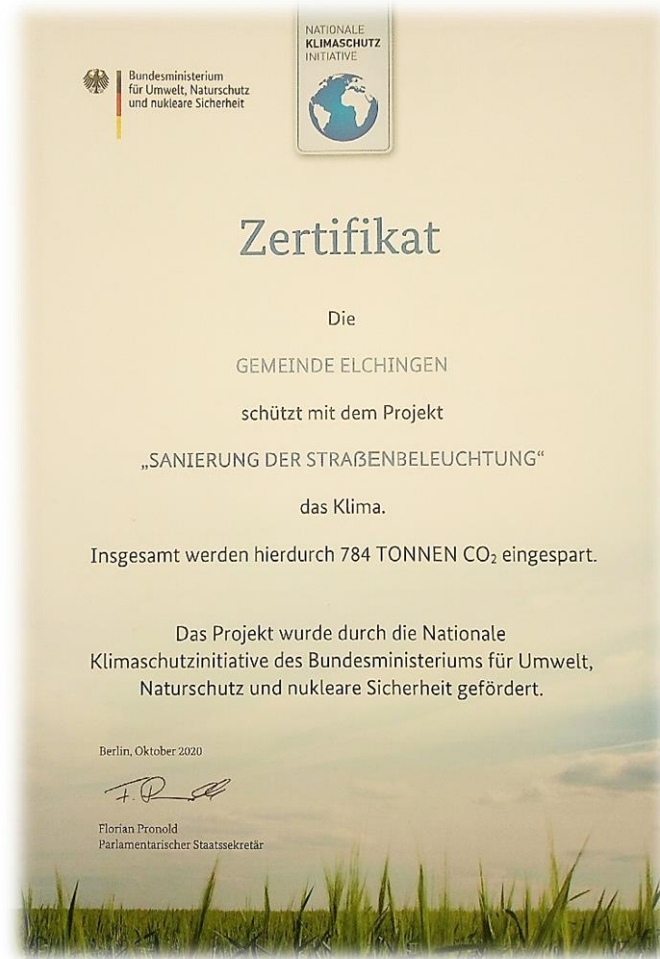 NATIONALE
KLIMASCHUTZ
INITIATIVE
Bundesministerium
für Umwelt, Naturschutz
und nukleare Sicherheit
Zertifikat
Die
GEMEINDE ELCHINGEN
schützt mit dem Projekt
„SANIERUNG DER STRAßENBELEUCHTUNG“
das Klima.
Insgesamt werden hierdurch 784 TONNEN CO₂ eingespart.
Das Projekt wurde durch die Nationale
Klimaschutzinitiative des Bundesministeriums für Umwelt,
Naturschutz und nukleare Sicherheit gefördert.
Berlin, Oktober 2020
Florian Pronold
Parlamentarischer Staatssekretär